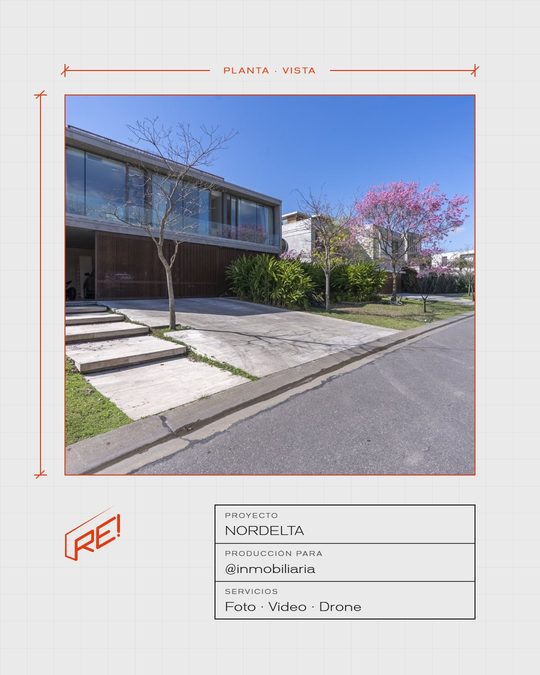 PLANTA · VISTA
RE!
PROYECTO
NORDELTA
PRODUCCIÓN PARA
@inmobiliaria
SERVICIOS
Foto · Video · Drone